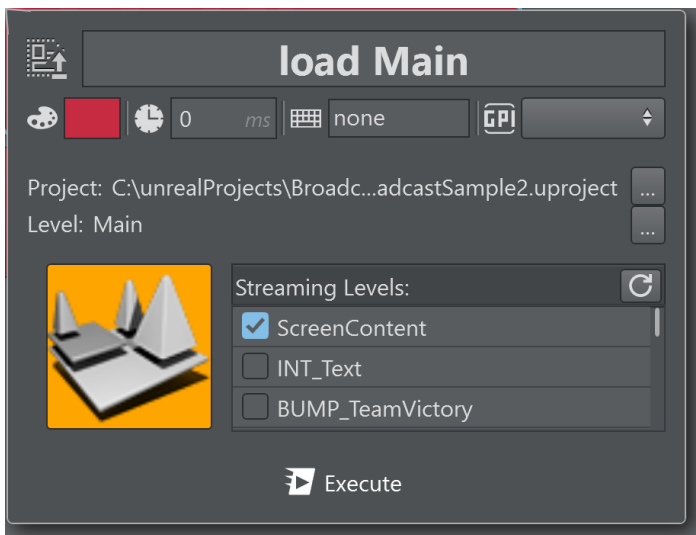 load Main
0 ms none GPI
Project: C:\unrealProjects\Broadc...adcastSample2.uproject ...
Level: Main ...
Streaming Levels:
ScreenContent
INT_Text
BUMP_TeamVictory
Execute